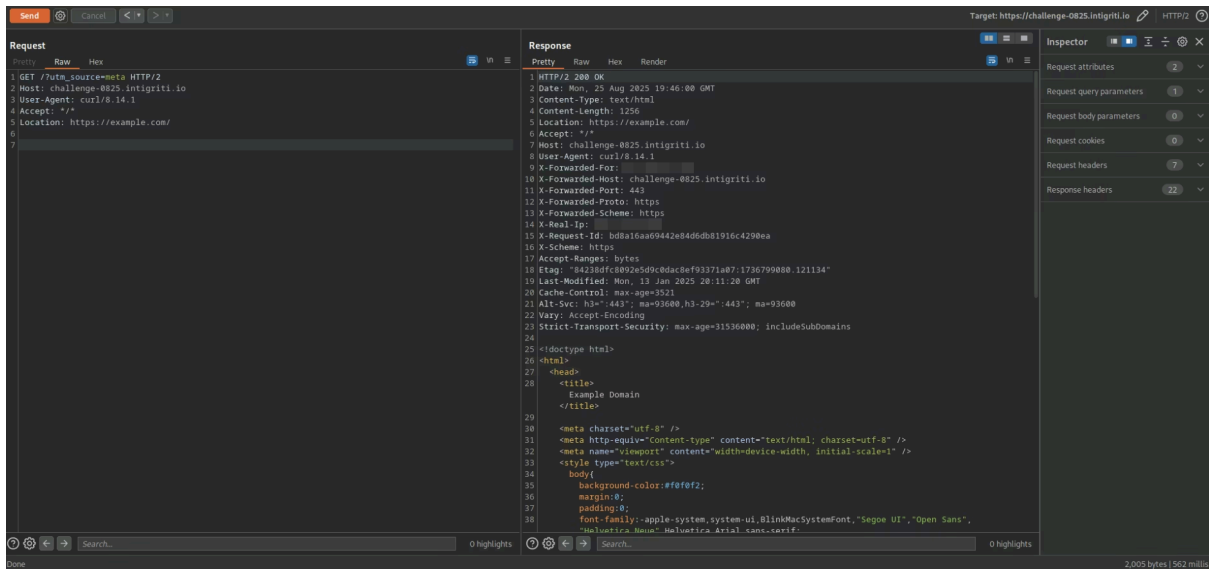 Send Cancel Target: https://challenge-0825.intigriti.io HTTP/2
Request
Pretty Raw Hex
1 GET /?utm_source=meta HTTP/2
2 Host: challenge-0825.intigriti.io
3 User-Agent: curl/8.14.1
4 Accept: */*
5 Location: https://example.com/
6
7
Search...
0 highlights
Response
Pretty Raw Hex Render
1 HTTP/2 200 OK
2 Date: Mon, 25 Aug 2025 19:46:00 GMT
3 Content-Type: text/html
4 Content-Length: 1256
5 Location: https://example.com/
6 Accept: */*
7 Host: challenge-0825.intigriti.io
8 User-Agent: curl/8.14.1
9 X-Forwarded-For:
10 X-Forwarded-Host: challenge-0825.intigriti.io
11 X-Forwarded-Port: 443
12 X-Forwarded-Proto: https
13 X-Forwarded-Scheme: https
14 X-Real-Ip:
15 X-Request-Id: bd8a16aa69442e84d6db81916c4290ea
16 X-Scheme: https
17 Accept-Ranges: bytes
18 Etag: "84238dfc8092e5d9c0dac8ef93371a07:1736799080.121134"
19 Last-Modified: Mon, 13 Jan 2025 20:11:20 GMT
20 Cache-Control: max-age=3521
21 Alt-Svc: h3=":443"; ma=93600,h3-29=":443"; ma=93600
22 Vary: Accept-Encoding
23 Strict-Transport-Security: max-age=31536000; includeSubDomains
24
25 <!doctype html>
26 <html>
27 <head>
28 <title>
Example Domain
</title>
29
30 <meta charset="utf-8" />
31 <meta http-equiv="Content-type" content="text/html; charset=utf-8" />
32 <meta name="viewport" content="width=device-width, initial-scale=1" />
33 <style type="text/css">
34 body{
35 background-color:#f0f0f2;
36 margin:0;
37 padding:0;
38 font-family:-apple-system,system-ui,BlinkMacSystemFont,"Segoe UI","Open Sans",
"Helvetica Neue",Helvetica,Arial,sans-serif;
Search...
0 highlights
Inspector
Request attributes 2
Request query parameters 1
Request body parameters 0
Request cookies 0
Request headers 7
Response headers 22
Done
2,005 bytes | 562 millis